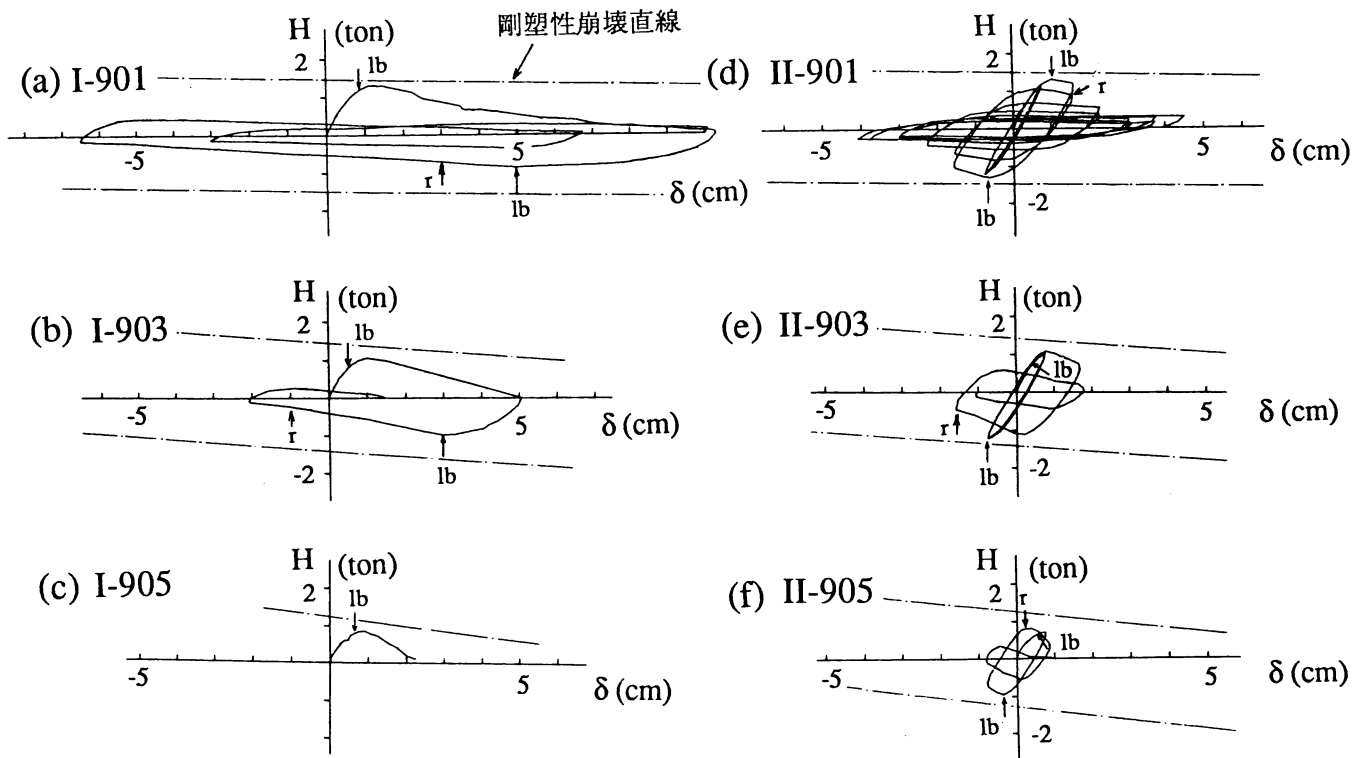 剛塑性崩壊直線
(a) I-901
H (ton)
2
lb
-5
5
r
lb
δ (cm)
(d) II-901
H (ton)
2
lb
r
-5
5
δ (cm)
lb
-2
(b) I-903
H (ton)
2
lb
-5
5
r
δ (cm)
lb
-2
(e) II-903
H (ton)
2
lb
-5
5
r
δ (cm)
lb
-2
(c) I-905
H (ton)
2
lb
-5
5
δ (cm)
(f) II-905
H (ton)
2
r
lb
-5
5
δ (cm)
lb
-2